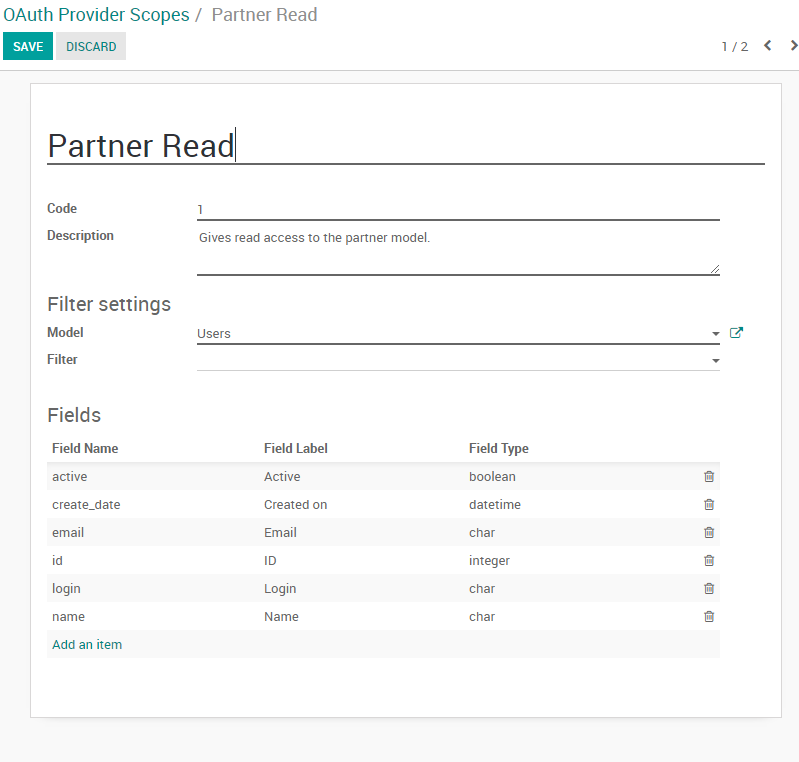 OAuth Provider Scopes / Partner Read
SAVE DISCARD 1 / 2
Partner Read
Code 1
Description Gives read access to the partner model.
Filter settings
Model Users
Filter
Fields
Field Name Field Label Field Type
active Active boolean
create_date Created on datetime
email Email char
id ID integer
login Login char
name Name char
Add an item